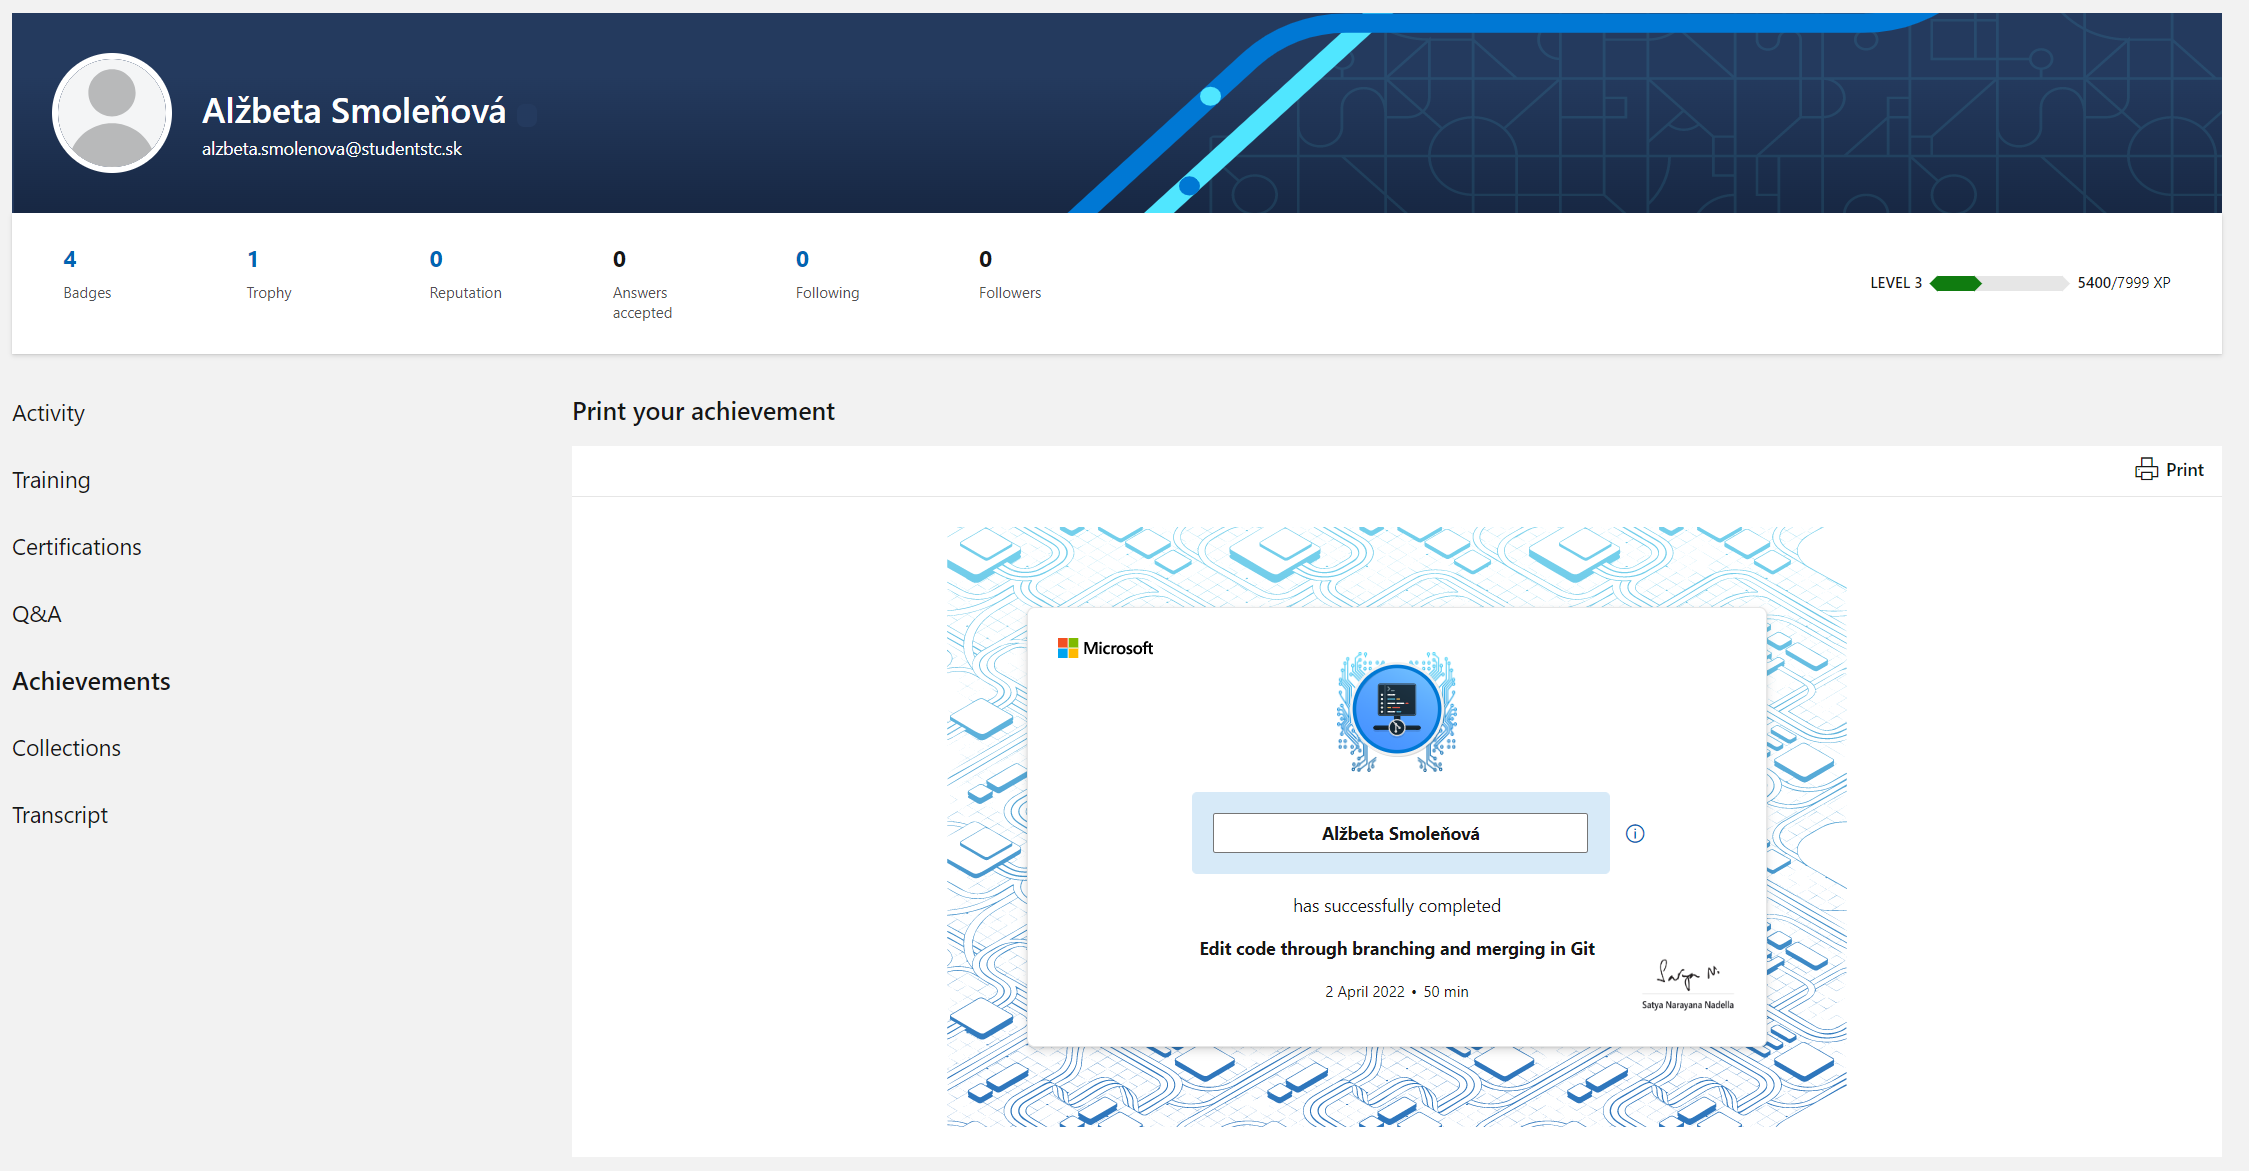 Alžbeta Smoleňová
alzbeta.smolenova@studentstc.sk
4
Badges
1
Trophy
0
Reputation
0
Answers
accepted
0
Following
0
Followers
LEVEL 3 5400/7999 XP
Activity
Training
Certifications
Q&A
Achievements
Collections
Transcript
Print your achievement
Print
Microsoft
Alžbeta Smoleňová
has successfully completed
Edit code through branching and merging in Git
2 April 2022 • 50 min
Satya N.
Satya Narayana Nadella